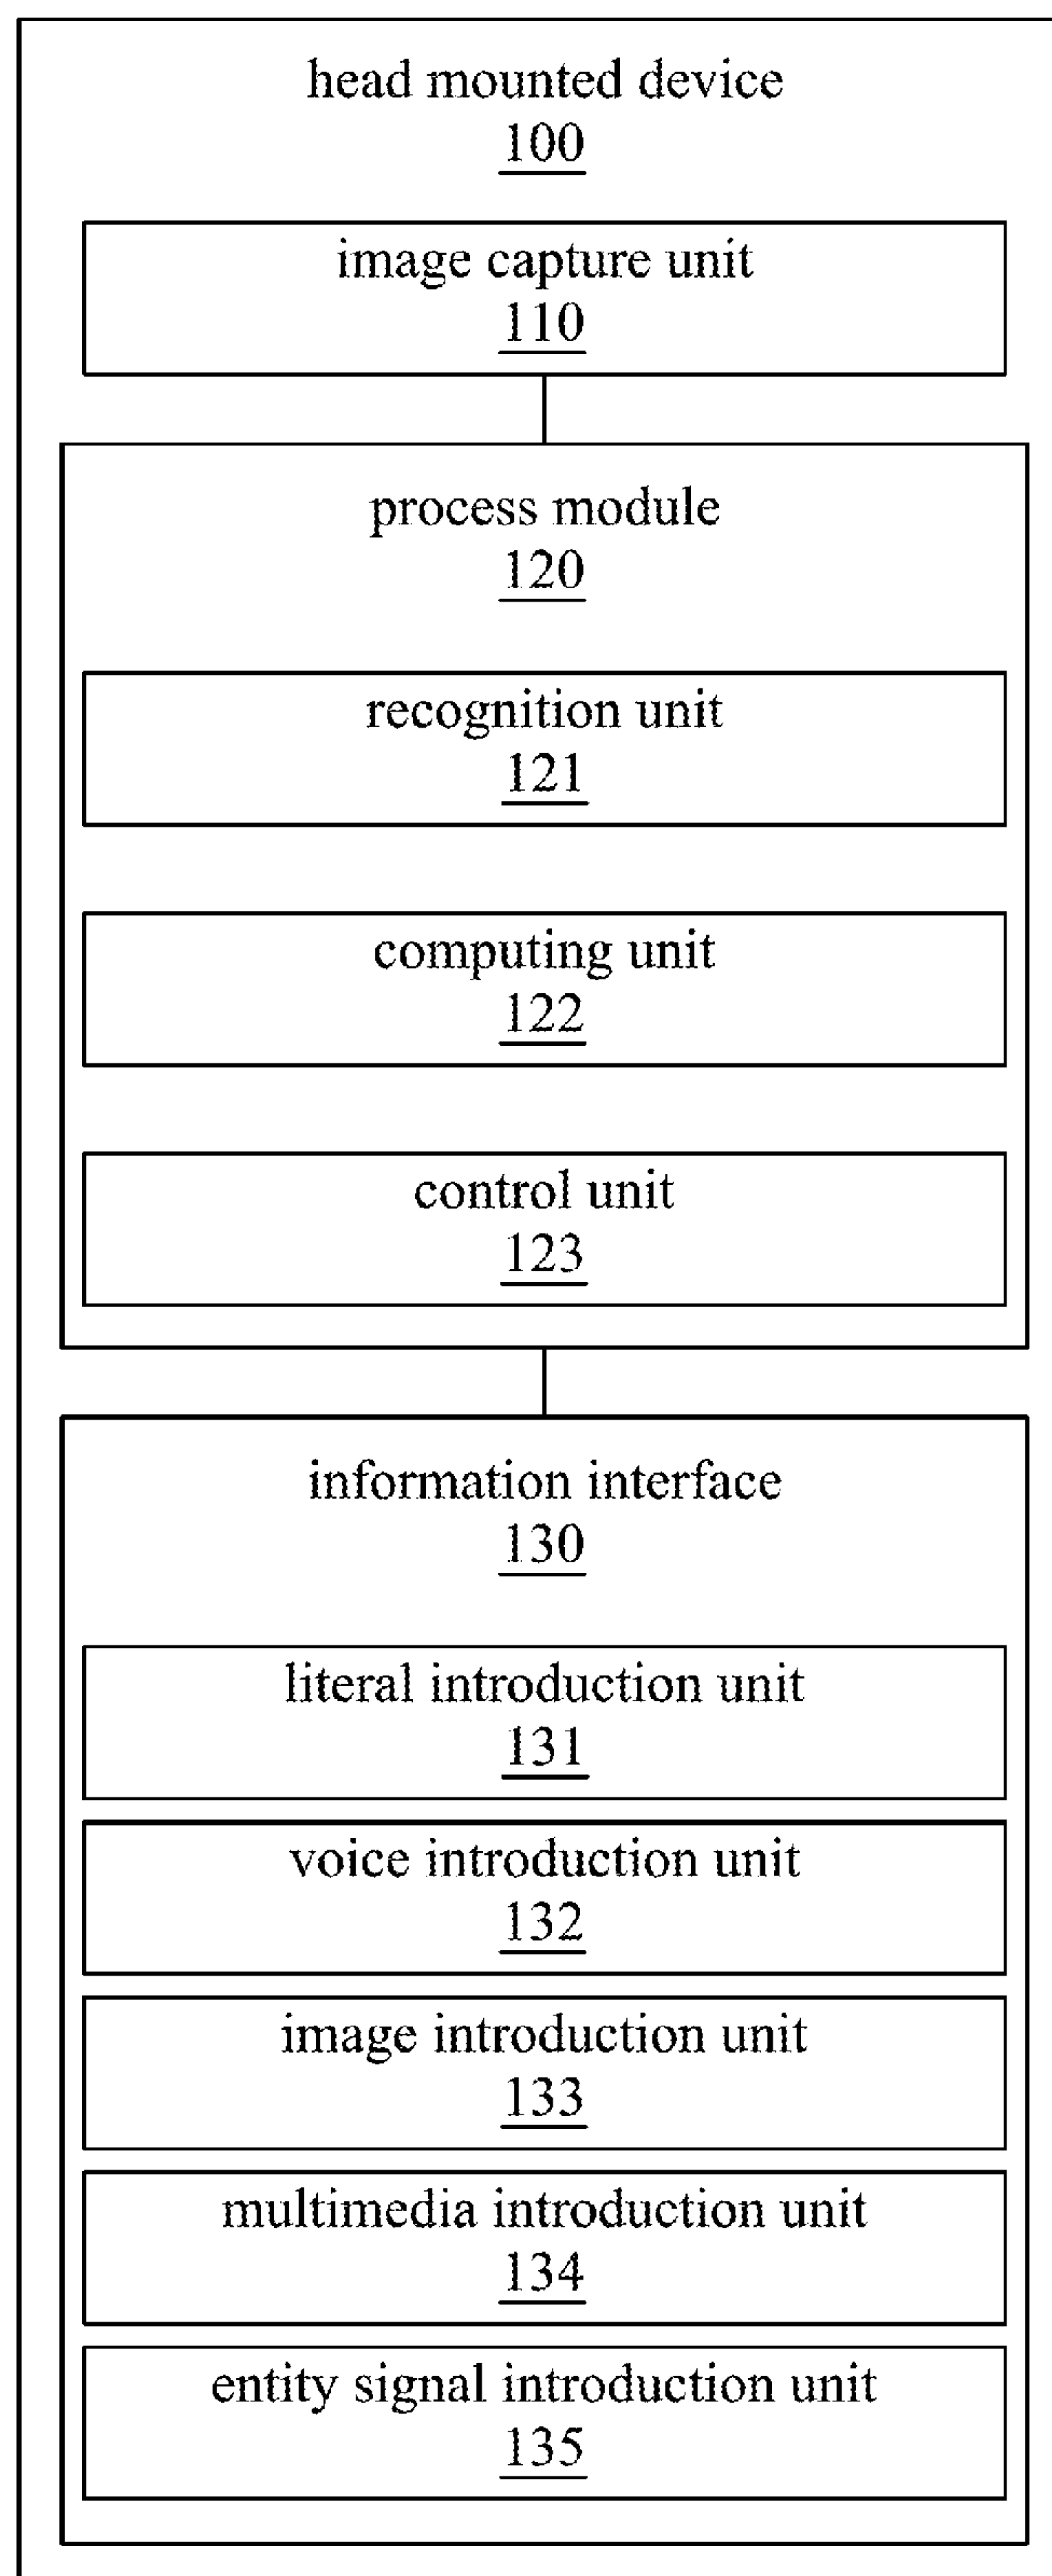 head mounted device
100
image capture unit
110
process module
120
recognition unit
121
computing unit
122
control unit
123
information interface
130
literal introduction unit
131
voice introduction unit
132
image introduction unit
133
multimedia introduction unit
134
entity signal introduction unit
135